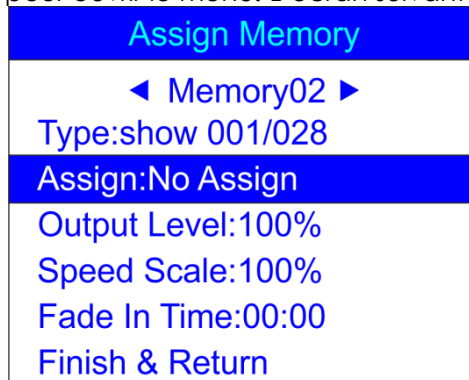 Assign Memory
◄ Memory02 ►
Type:show 001/028
Assign:No Assign
Output Level:100%
Speed Scale:100%
Fade In Time:00:00
Finish & Return